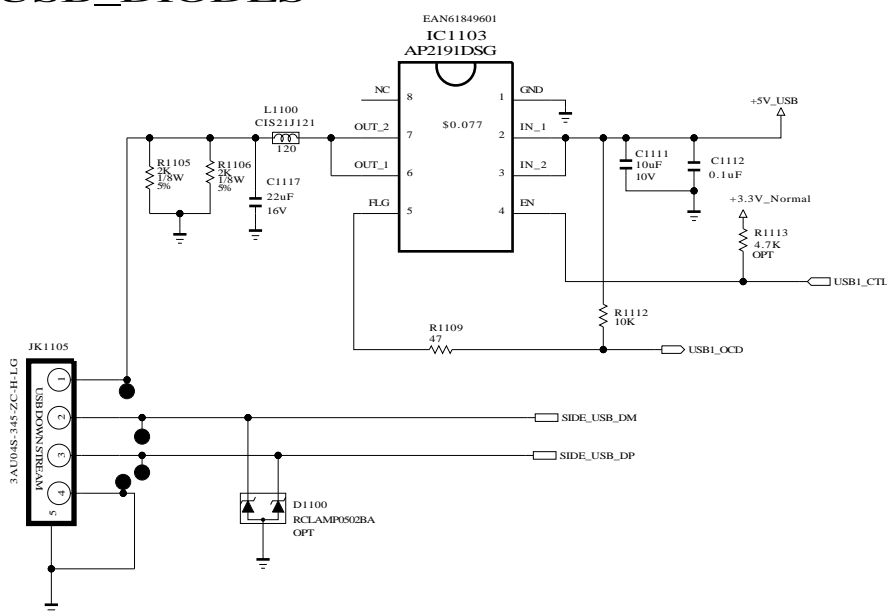 USB_DIODES
EAN61849601
IC1103
AP2191DSG
NC
8
1
GND
$0.077
OUT_2
7
2
IN_1
OUT_1
6
3
IN_2
FLG
5
4
EN
L1100
CIS21J121
120
R1105
2K
1/8W
5%
R1106
2K
1/8W
5%
C1117
22uF
16V
+5V_USB
C1111
10uF
10V
C1112
0.1uF
+3.3V_Normal
R1113
4.7K
OPT
USB1_CTL
R1112
10K
R1109
47
USB1_OCD
JK1105
3AU04S-345-ZC-H-LG
USB DOWN STREAM
1
2
3
4
5
SIDE_USB_DM
SIDE_USB_DP
D1100
RCLAMP0502BA
OPT